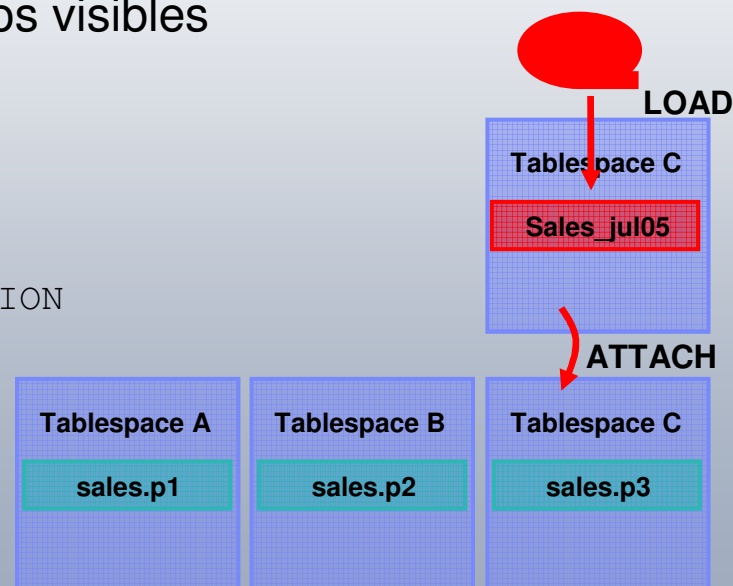 os visibles
LOAD
Tablespace C
Sales_jul05
ION
ATTACH
Tablespace A
Tablespace B
Tablespace C
sales.p1
sales.p2
sales.p3